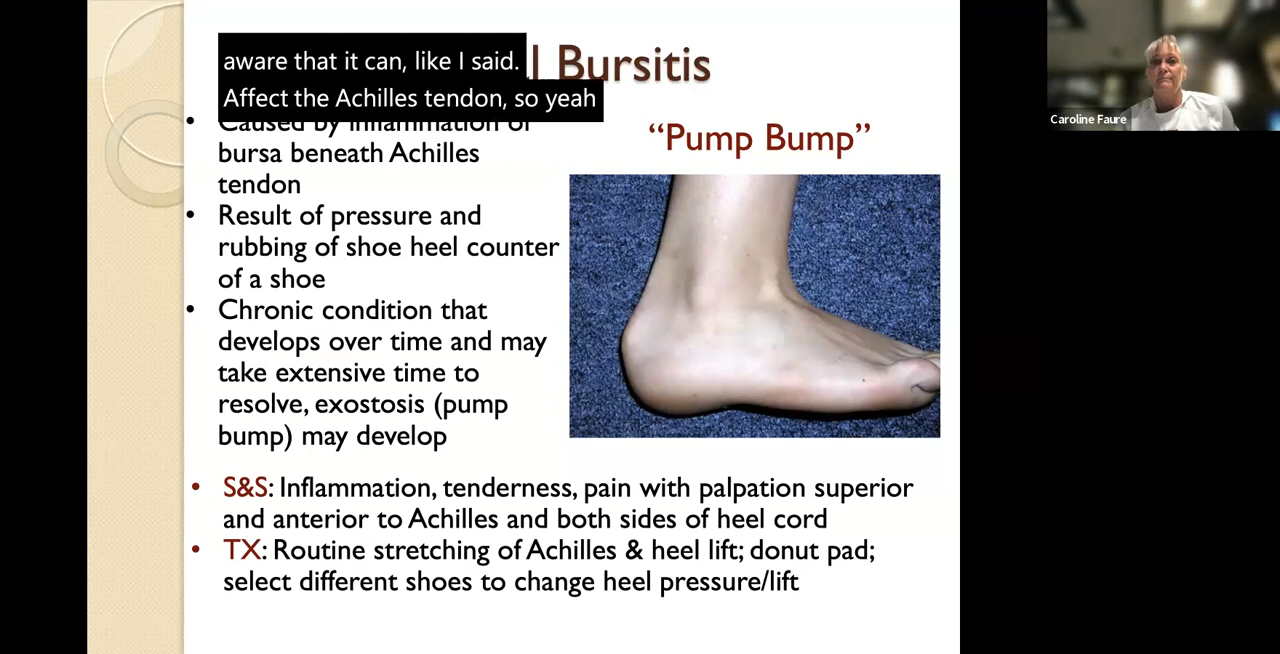 aware that it can, like I said.
l Bursitis
Affect the Achilles tendon, so yeah
• Caused by inflammation of
bursa beneath Achilles
tendon
• Result of pressure and
rubbing of shoe heel counter
of a shoe
• Chronic condition that
develops over time and may
take extensive time to
resolve, exostosis (pump
bump) may develop
“Pump Bump”
• S&S: Inflammation, tenderness, pain with palpation superior
and anterior to Achilles and both sides of heel cord
• TX: Routine stretching of Achilles & heel lift; donut pad;
select different shoes to change heel pressure/lift
Caroline Faure